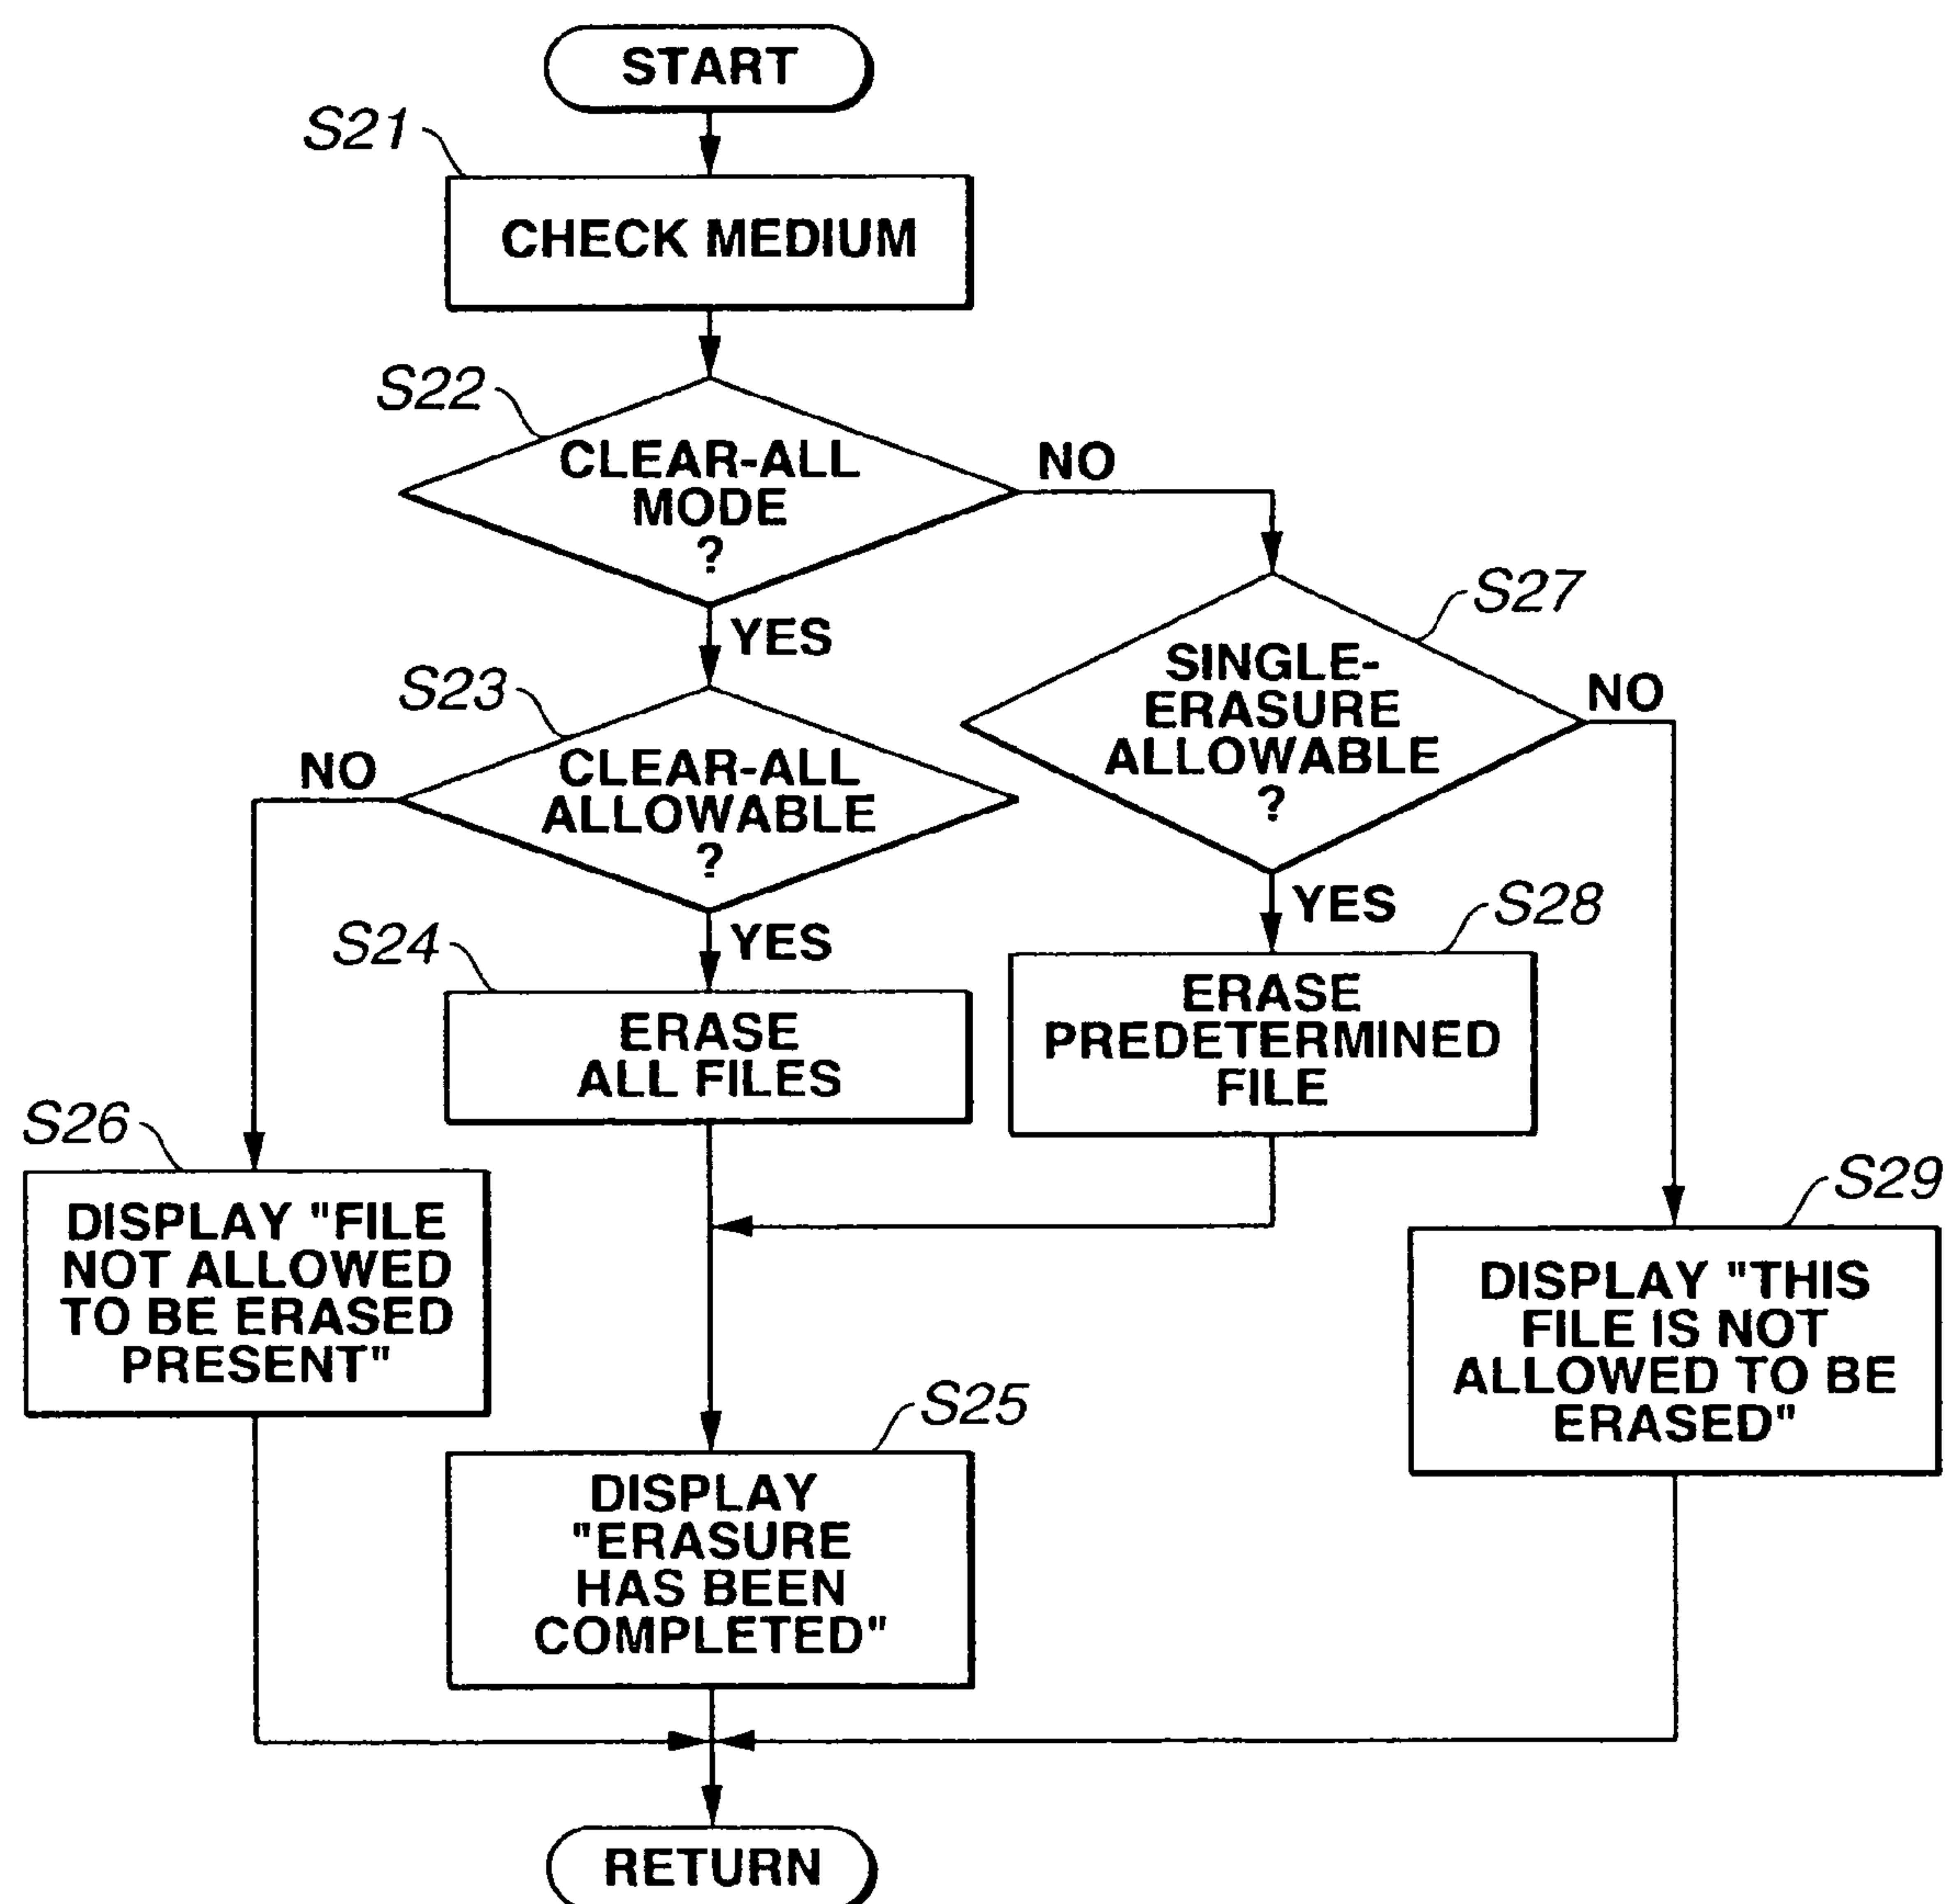 START
S21
CHECK MEDIUM
S22
CLEAR-ALL
MODE
?
NO
YES
S27
SINGLE-
ERASURE
ALLOWABLE
?
NO
YES
S23
CLEAR-ALL
ALLOWABLE
?
NO
YES
S24
ERASE
ALL FILES
S28
ERASE
PREDETERMINED
FILE
S26
DISPLAY "FILE
NOT ALLOWED
TO BE ERASED
PRESENT"
S29
DISPLAY "THIS
FILE IS NOT
ALLOWED TO BE
ERASED"
S25
DISPLAY
"ERASURE
HAS BEEN
COMPLETED"
RETURN